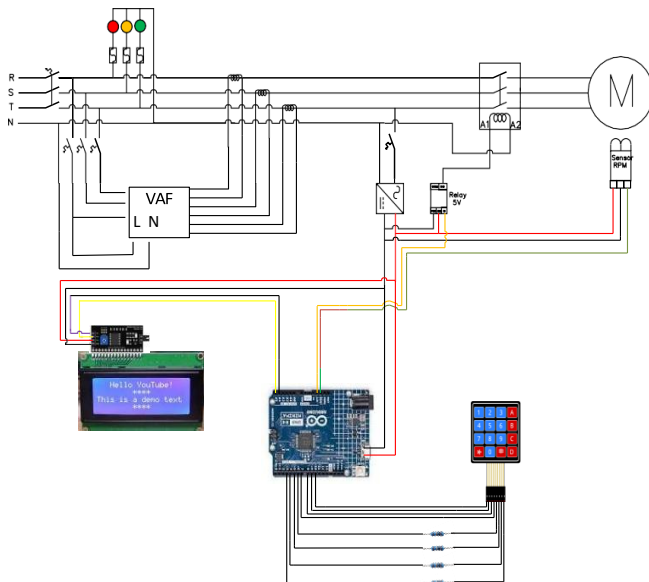 R
S
T
N
M
A1
A2
Sensor
RPM
Relay
5V
VAF
L N
Hello YouTube!
****
This is a demo text
****
1 2 3 A
4 5 6 B
7 8 9 C
* 0 # D